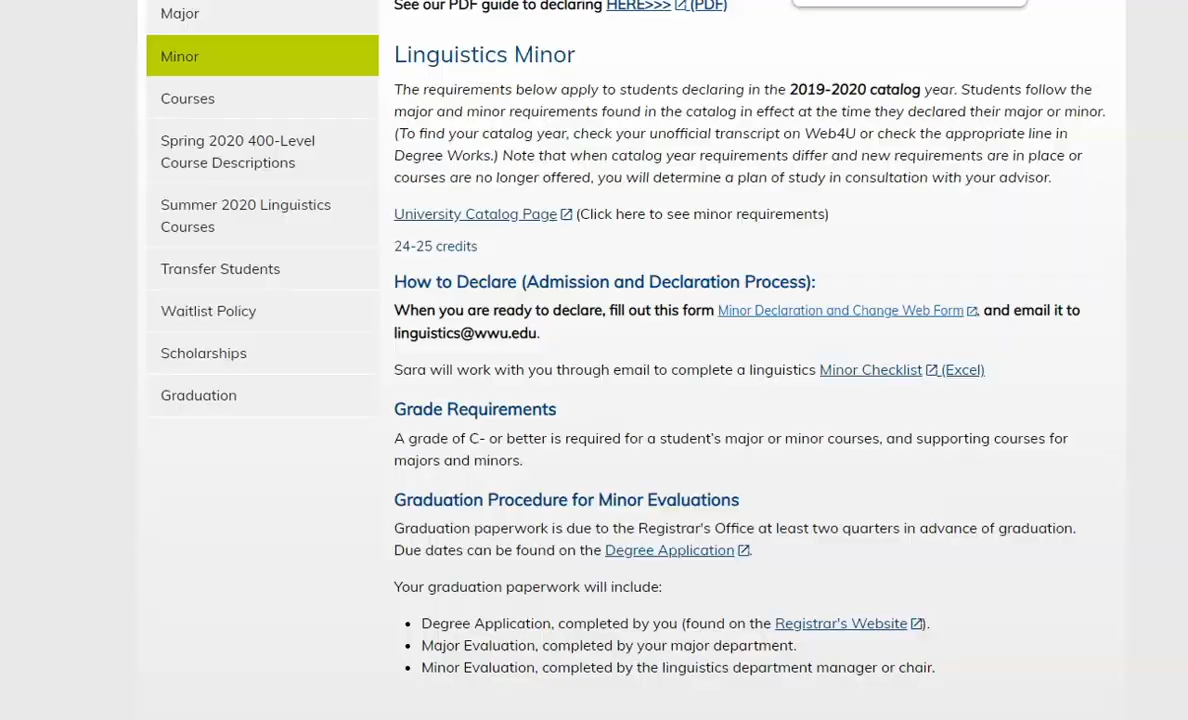 Major
Minor
Courses
Spring 2020 400-Level
Course Descriptions
Summer 2020 Linguistics
Courses
Transfer Students
Waitlist Policy
Scholarships
Graduation
See our PDF guide to declaring HERE>>> (PDF)
Linguistics Minor
The requirements below apply to students declaring in the 2019-2020 catalog year. Students follow the
major and minor requirements found in the catalog in effect at the time they declared their major or minor.
(To find your catalog year, check your unofficial transcript on Web4U or check the appropriate line in
Degree Works.) Note that when catalog year requirements differ and new requirements are in place or
courses are no longer offered, you will determine a plan of study in consultation with your advisor.
University Catalog Page (Click here to see minor requirements)
24-25 credits
How to Declare (Admission and Declaration Process):
When you are ready to declare, fill out this form Minor Declaration and Change Web Form, and email it to
linguistics@wwu.edu.
Sara will work with you through email to complete a linguistics Minor Checklist (Excel)
Grade Requirements
A grade of C- or better is required for a student's major or minor courses, and supporting courses for
majors and minors.
Graduation Procedure for Minor Evaluations
Graduation paperwork is due to the Registrar's Office at least two quarters in advance of graduation.
Due dates can be found on the Degree Application.
Your graduation paperwork will include:
• Degree Application, completed by you (found on the Registrar's Website).
• Major Evaluation, completed by your major department.
• Minor Evaluation, completed by the linguistics department manager or chair.